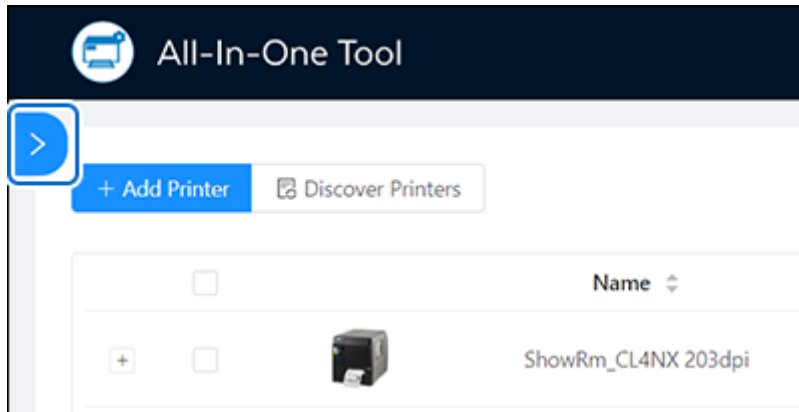 All-In-One Tool
+ Add Printer
Discover Printers
Name
ShowRm_CL4NX 203dpi